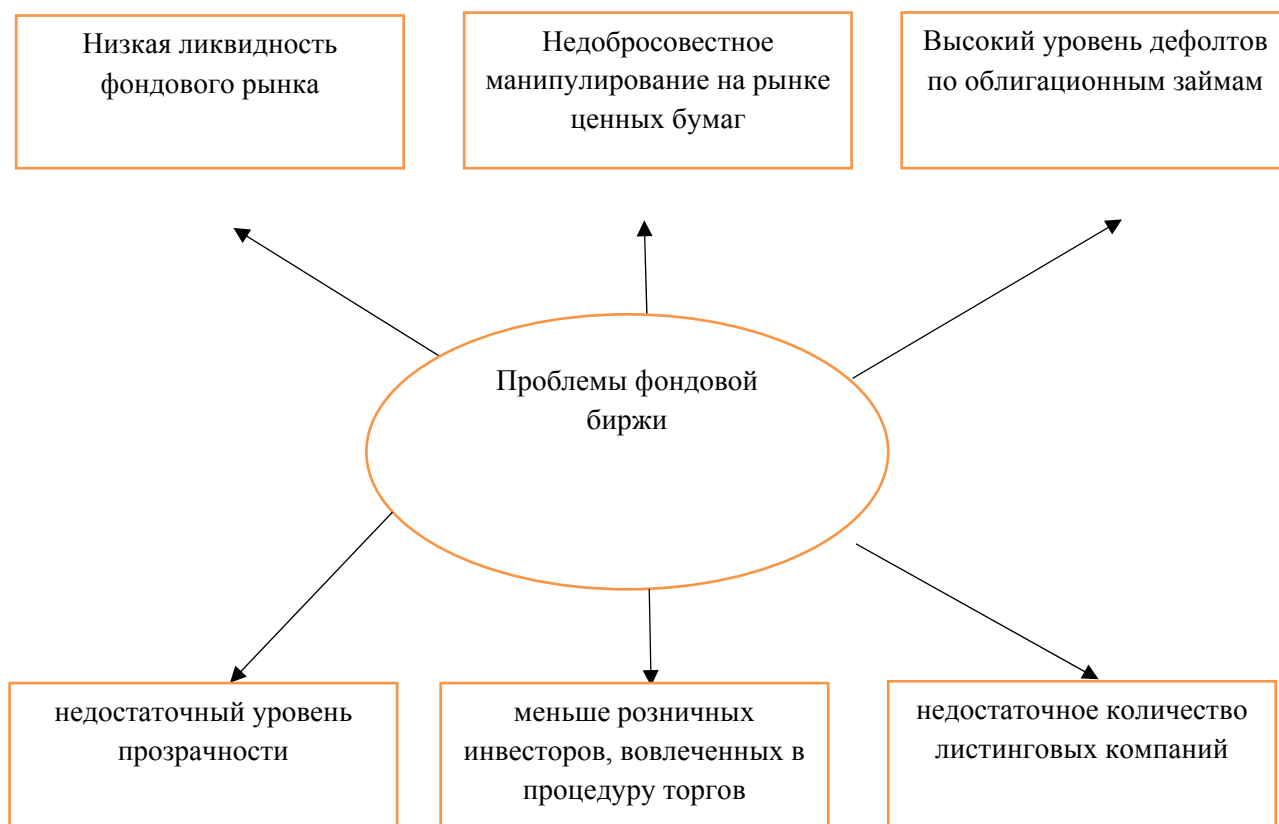 Низкая ликвидность
фондового рынка
Недобросовестное
манипулирование на рынке
ценных бумаг
Высокий уровень дефолтов
по облигационным займам
Проблемы фондовой
биржи
недостаточный уровень
прозрачности
меньше розничных
инвесторов, вовлеченных в
процедуру торгов
недостаточное количество
листинговых компаний